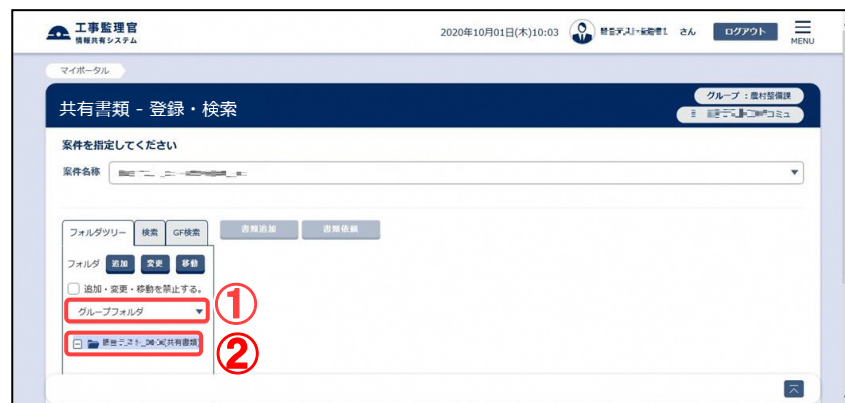 工事監理官
情報共有システム
2020年10月01日(木)10:03
さん
ログアウト
MENU
マイポータル
共有書類 - 登録・検索
グループ：農村整備課
案件を指定してください
案件名称
フォルダツリー
検索
GF検索
書類追加
書類依頼
フォルダ
追加
変更
移動
追加・変更・移動を禁止する。
グループフォルダ
①
(共有書類)
②